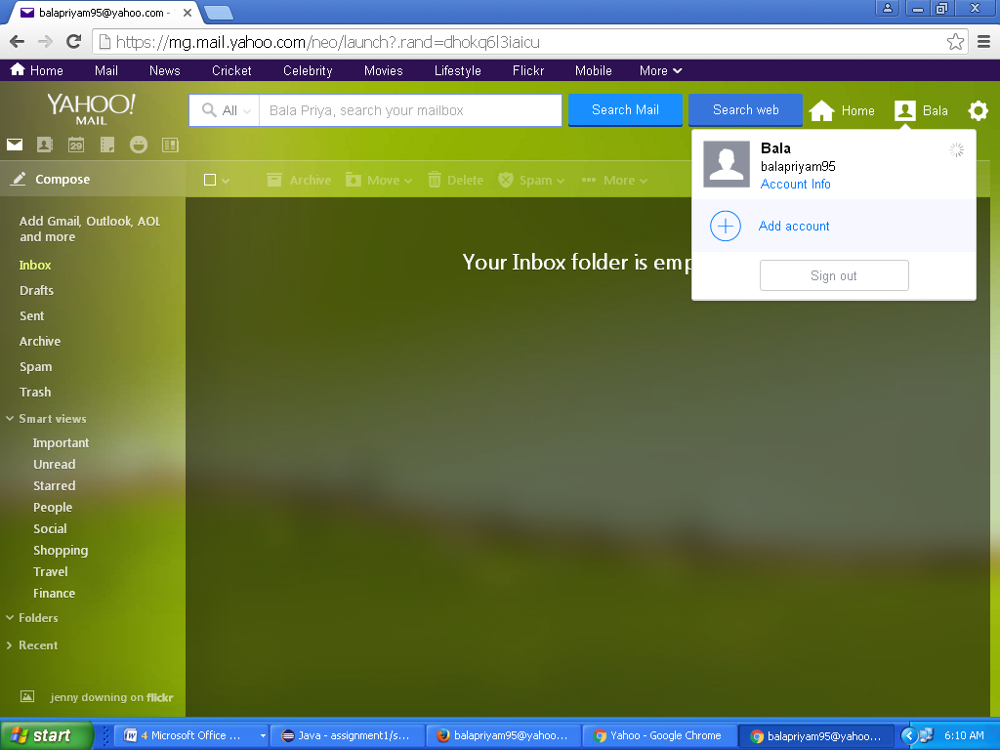 balapriyam95@yahoo.com -
https://mg.mail.yahoo.com/neo/launch?.rand=dhokq6l3iaicu
Home Mail News Cricket Celebrity Movies Lifestyle Flickr Mobile More
YAHOO!
MAIL
All Bala Priya, search your mailbox Search Mail Search web Home Bala
29
Compose
Archive Move Delete Spam More
Bala
balapriyam95
Account Info
Add account
Sign out
Add Gmail, Outlook, AOL
and more
Your Inbox folder is emp
Inbox
Drafts
Sent
Archive
Spam
Trash
Smart views
Important
Unread
Starred
People
Social
Shopping
Travel
Finance
Folders
Recent
jenny downing on flickr
start 4 Microsoft Office ... Java - assignment1/s... balapriyam95@yahoo... Yahoo - Google Chrome balapriyam95@yahoo... 6:10 AM